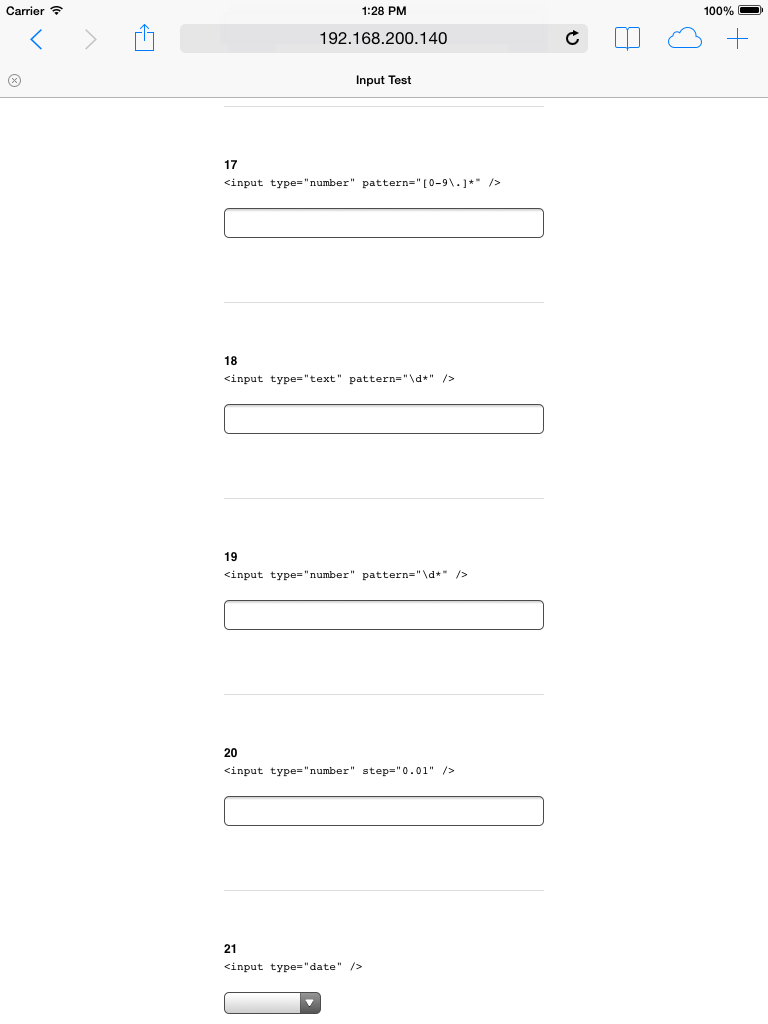 Carrier 1:28 PM 100%
192.168.200.140
Input Test
17
<input type="number" pattern="[0-9\.]*" />
18
<input type="text" pattern="\d*" />
19
<input type="number" pattern="\d*" />
20
<input type="number" step="0.01" />
21
<input type="date" />